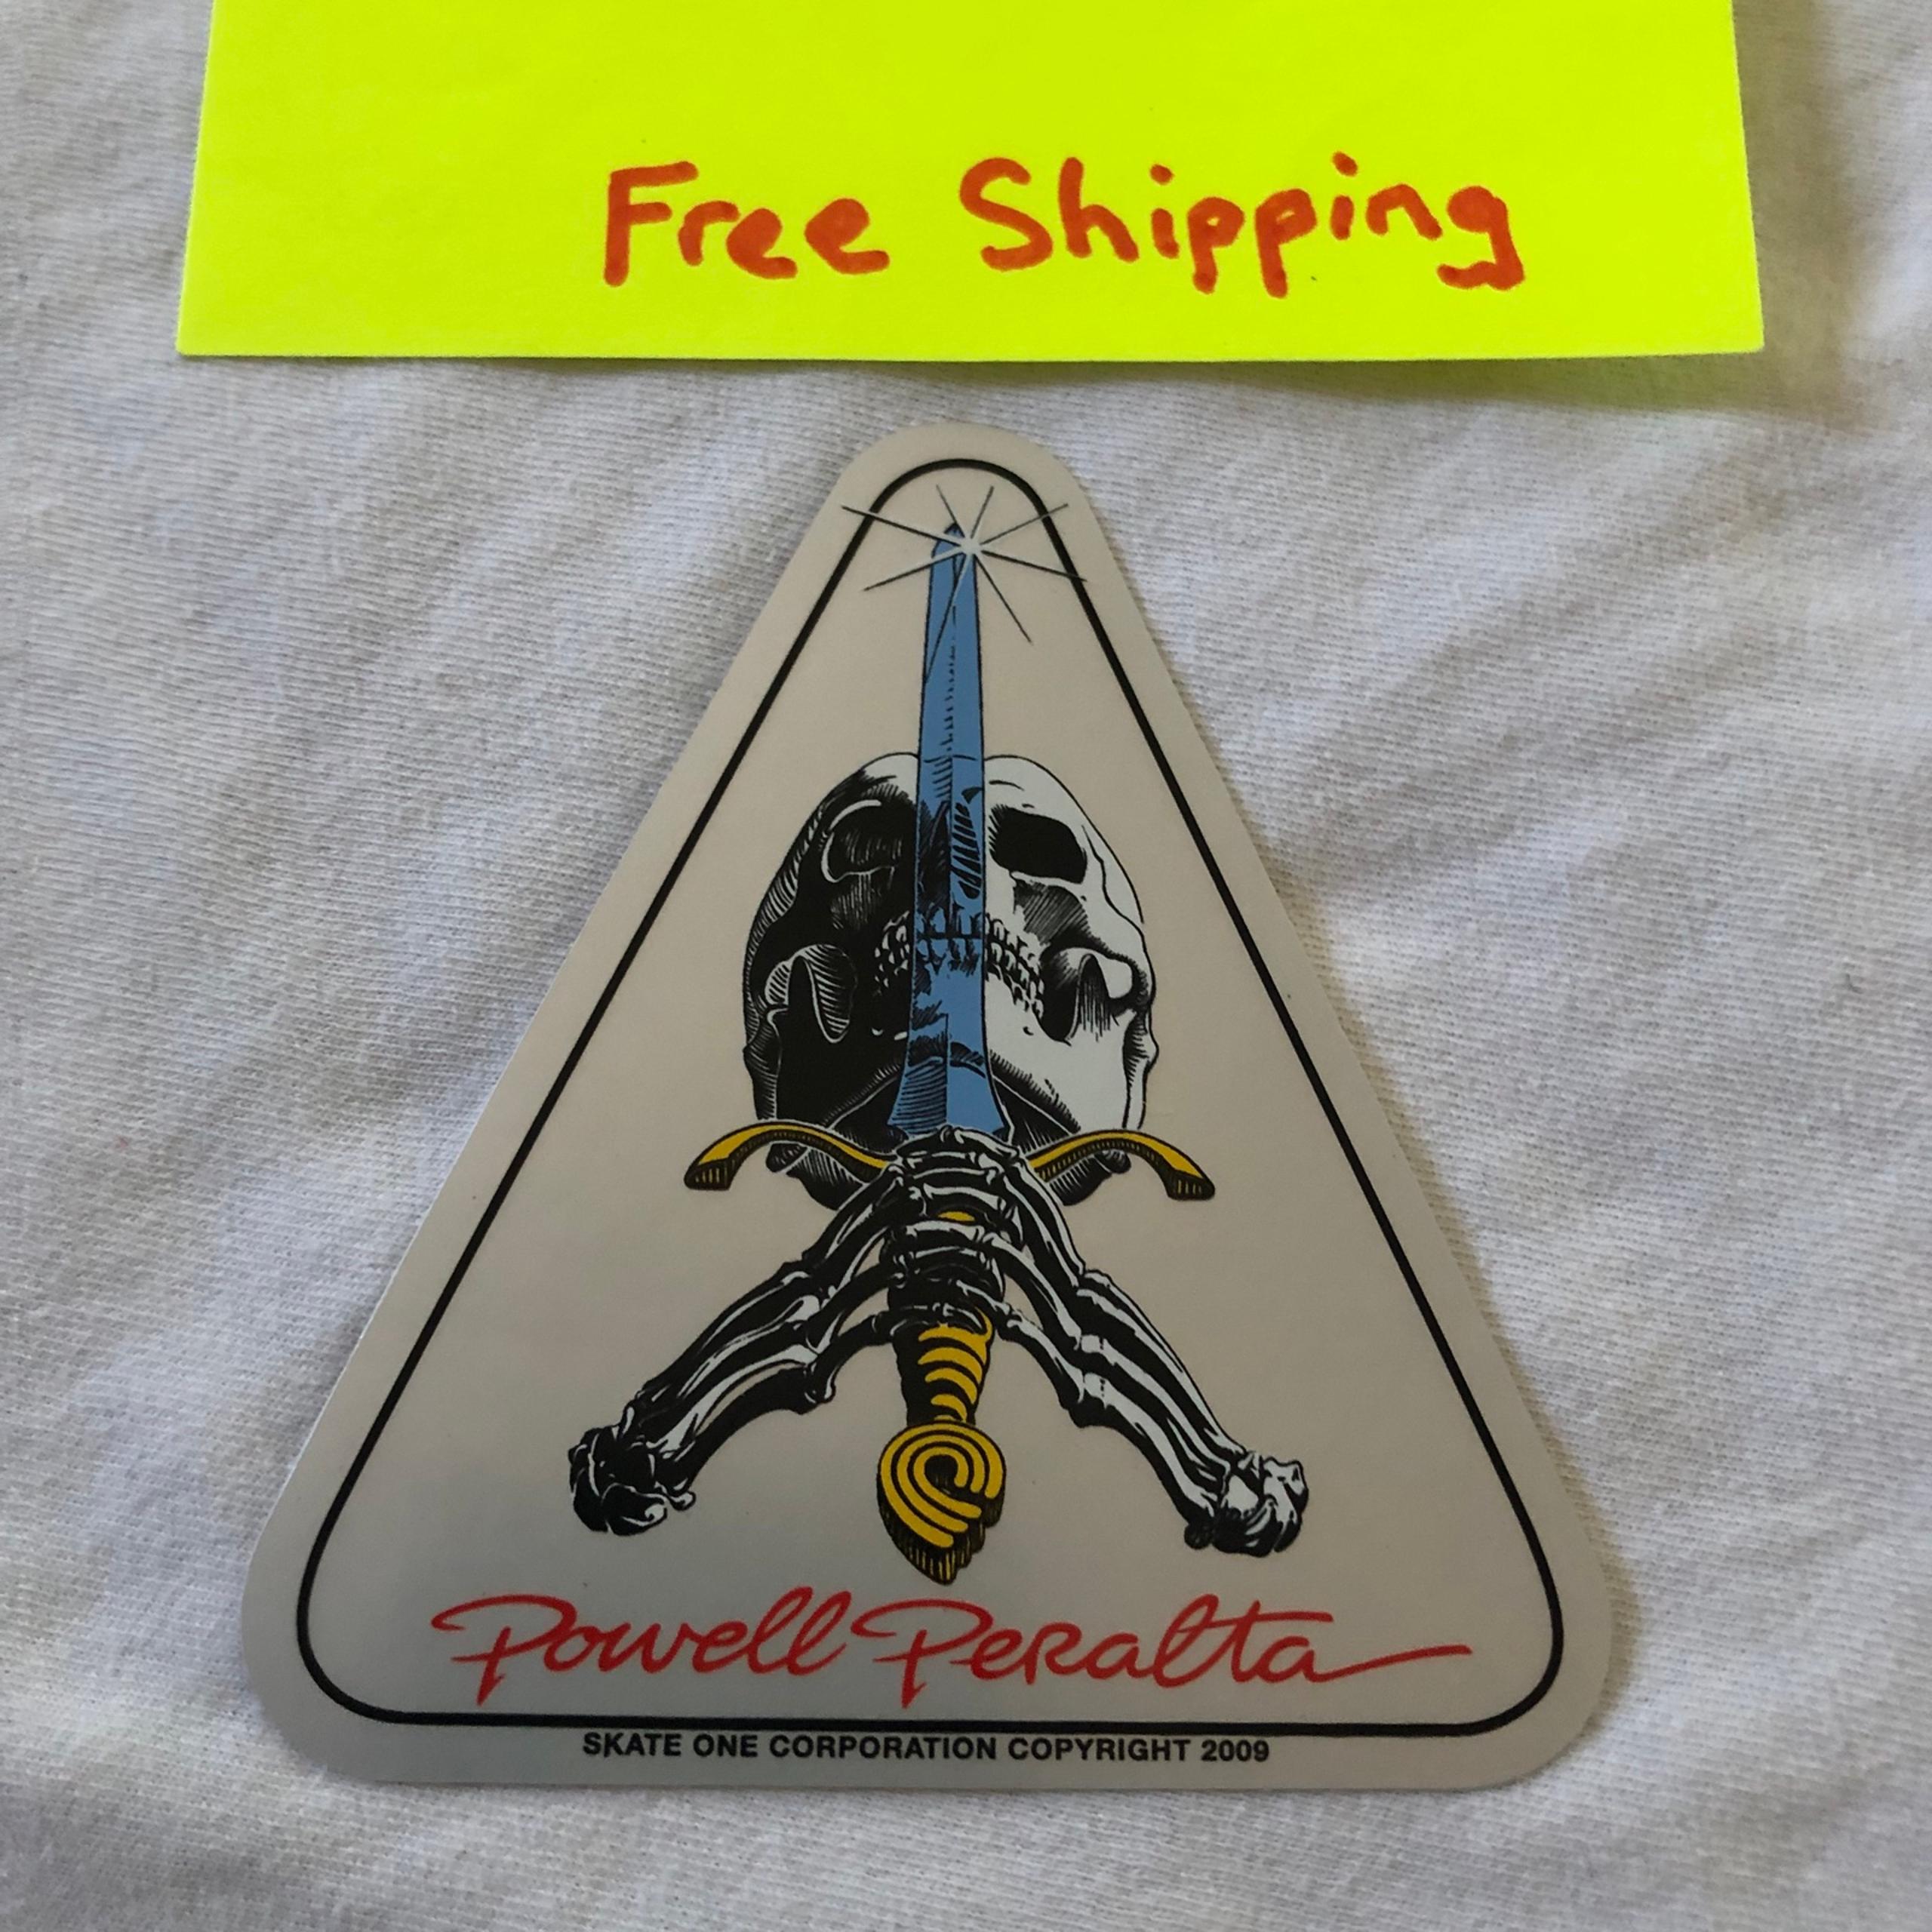 Free Shipping
Powell Peralta
SKATE ONE CORPORATION COPYRIGHT 2009